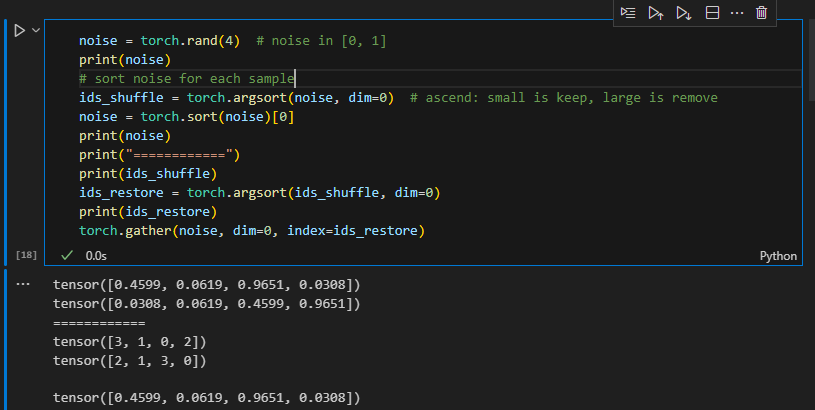 noise = torch.rand(4)  # noise in [0, 1]
print(noise)
# sort noise for each sample
ids_shuffle = torch.argsort(noise, dim=0)  # ascend: small is keep, large is remove
noise = torch.sort(noise)[0]
print(noise)
print("============")
print(ids_shuffle)
ids_restore = torch.argsort(ids_shuffle, dim=0)
print(ids_restore)
torch.gather(noise, dim=0, index=ids_restore)
[18] 0.0s Python
tensor([0.4599, 0.0619, 0.9651, 0.0308])
tensor([0.0308, 0.0619, 0.4599, 0.9651])
============
tensor([3, 1, 0, 2])
tensor([2, 1, 3, 0])
tensor([0.4599, 0.0619, 0.9651, 0.0308])